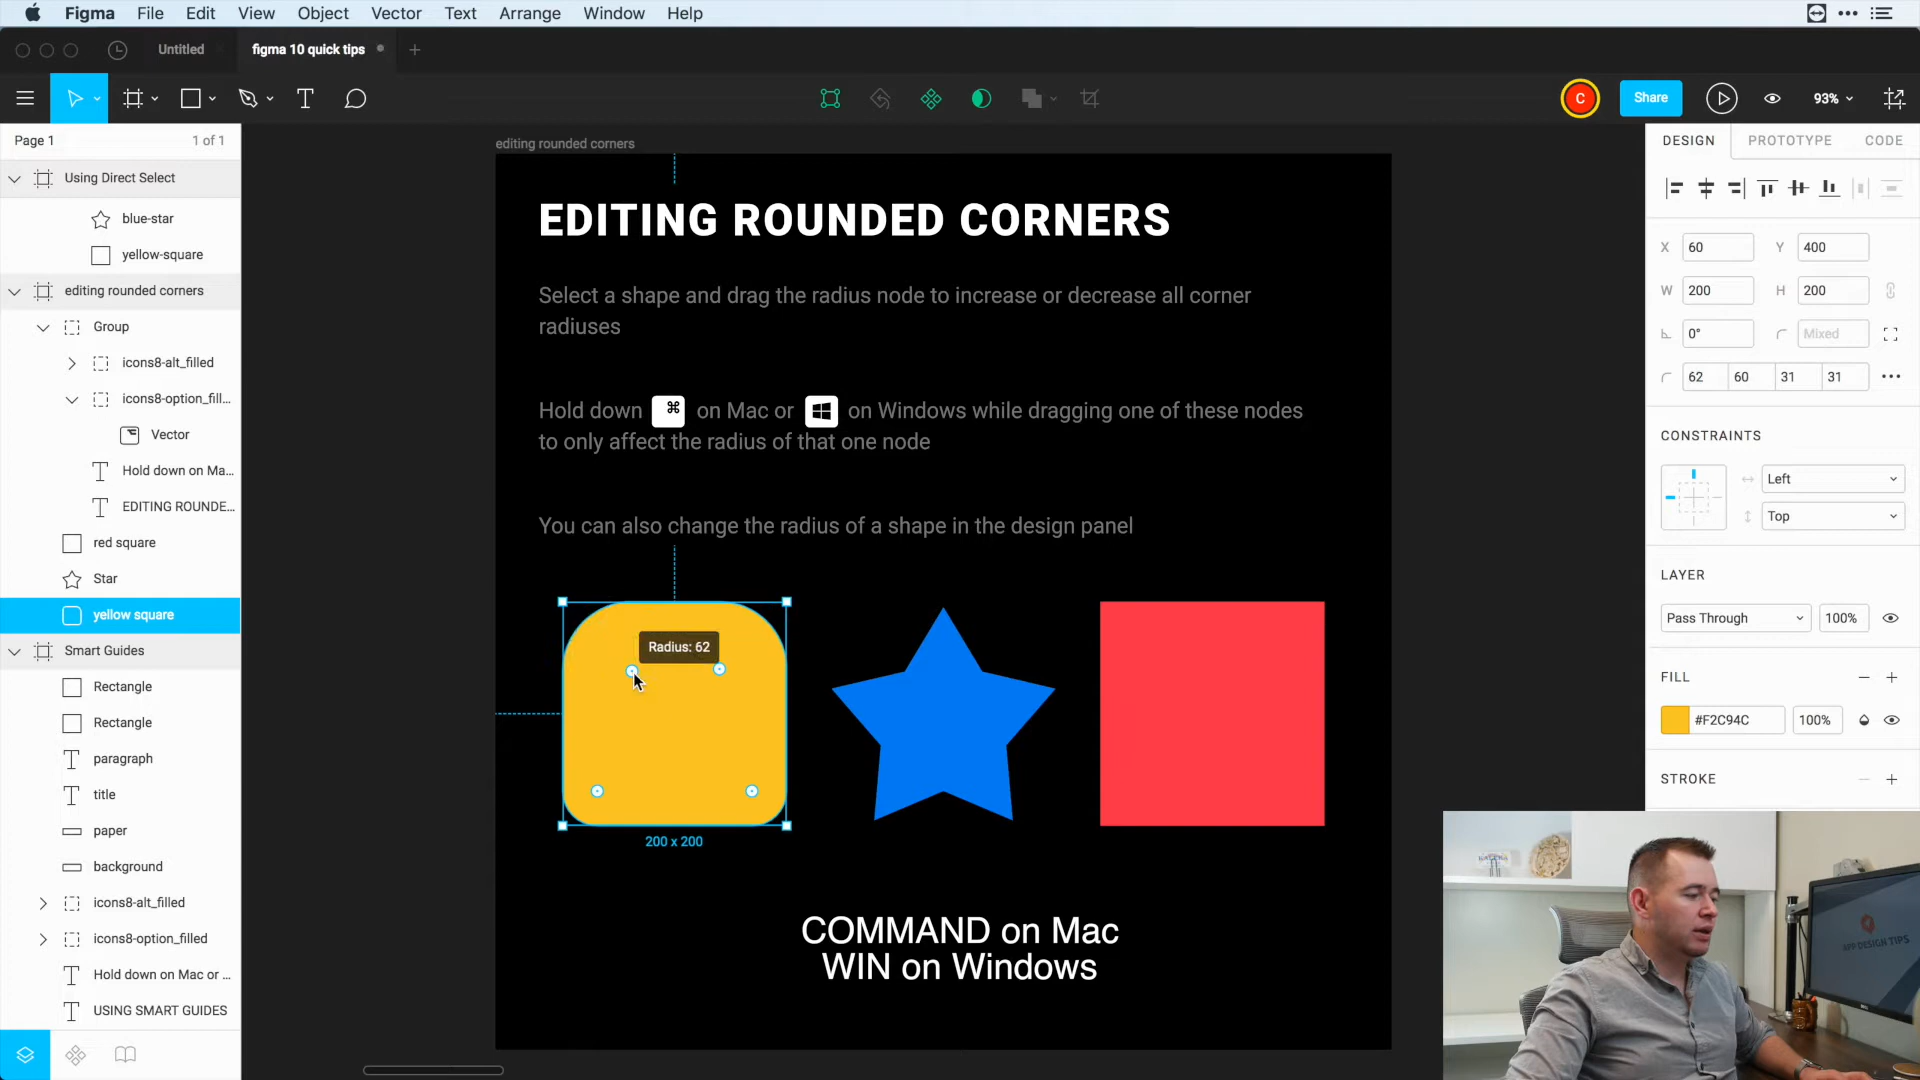 Figma File Edit View Object Vector Text Arrange Window Help
Untitled
figma 10 quick tips
C
Share
93%
Page 1
1 of 1
Using Direct Select
blue-star
yellow-square
editing rounded corners
Group
icons8-alt_filled
icons8-option_fill...
Vector
Hold down on Ma...
EDITING ROUNDE...
red square
Star
yellow square
Smart Guides
Rectangle
Rectangle
paragraph
title
paper
background
icons8-alt_filled
icons8-option_filled
Hold down on Mac or ...
USING SMART GUIDES
editing rounded corners
EDITING ROUNDED CORNERS
Select a shape and drag the radius node to increase or decrease all corner
radiuses
Hold down ⌘ on Mac or on Windows while dragging one of these nodes
to only affect the radius of that one node
You can also change the radius of a shape in the design panel
Radius: 62
200 x 200
COMMAND on Mac
WIN on Windows
DESIGN PROTOTYPE CODE
X 60 Y 400
W 200 H 200
0° Mixed
62 60 31 31
CONSTRAINTS
Left
Top
LAYER
Pass Through 100%
FILL
#F2C94C 100%
STROKE
APP DESIGN TIPS